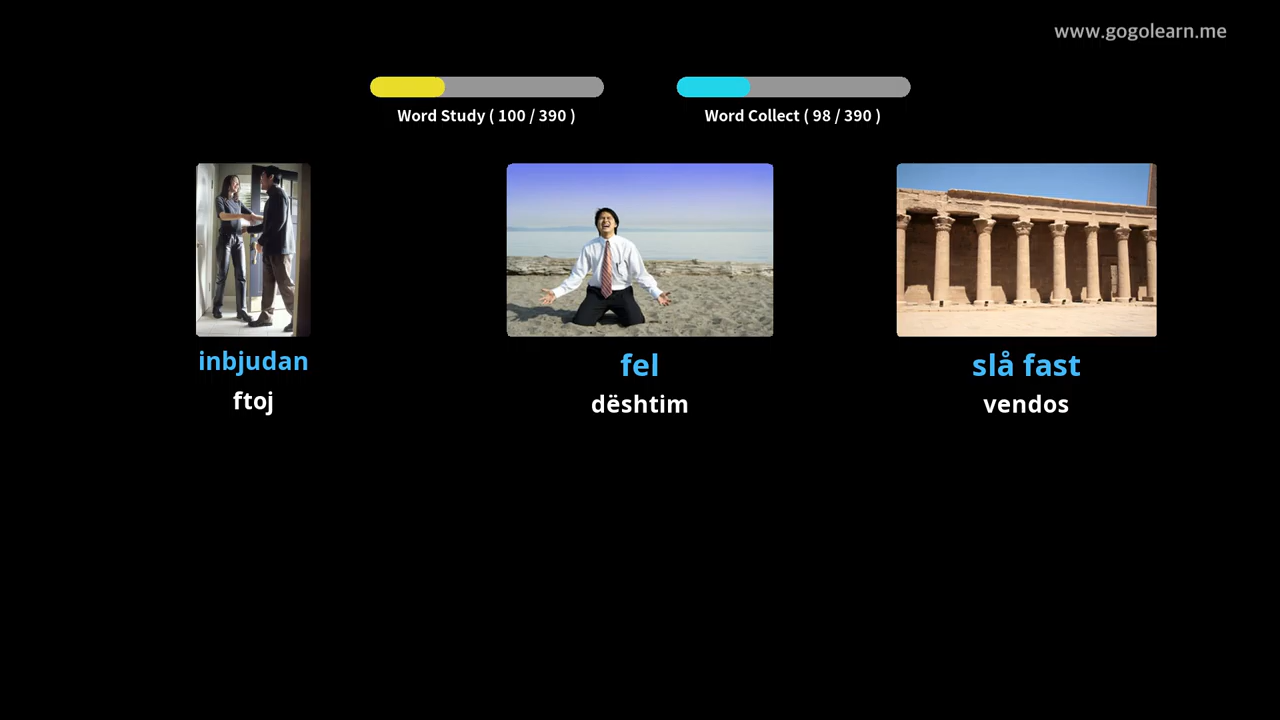 www.gogolearn.me
Word Study ( 100 / 390 )
Word Collect ( 98 / 390 )
inbjudan
ftoj
fel
dështim
slå fast
vendos